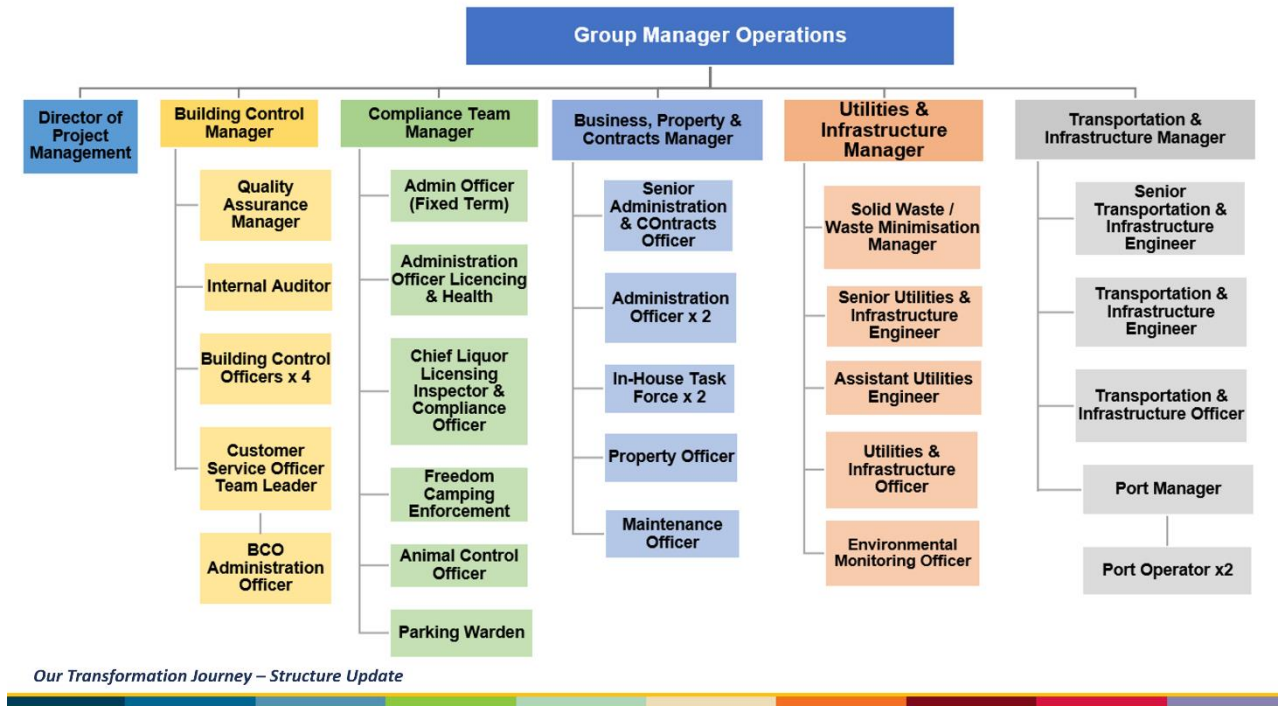 Group Manager Operations
Director of
Project
Management
Building Control
Manager
Quality
Assurance
Manager
Internal Auditor
Building Control
Officers x 4
Customer
Service Officer
Team Leader
BCO
Administration
Officer
Compliance Team
Manager
Admin Officer
(Fixed Term)
Administration
Officer Licencing
& Health
Chief Liquor
Licensing
Inspector &
Compliance
Officer
Freedom
Camping
Enforcement
Animal Control
Officer
Parking Warden
Business, Property &
Contracts Manager
Senior
Administration
& COntracts
Officer
Administration
Officer x 2
In-House Task
Force x 2
Property Officer
Maintenance
Officer
Utilities &
Infrastructure
Manager
Solid Waste /
Waste Minimisation
Manager
Senior Utilities &
Infrastructure
Engineer
Assistant Utilities
Engineer
Utilities &
Infrastructure
Officer
Environmental
Monitoring Officer
Transportation &
Infrastructure Manager
Senior
Transportation &
Infrastructure
Engineer
Transportation &
Infrastructure
Engineer
Transportation &
Infrastructure Officer
Port Manager
Port Operator x2
Our Transformation Journey – Structure Update